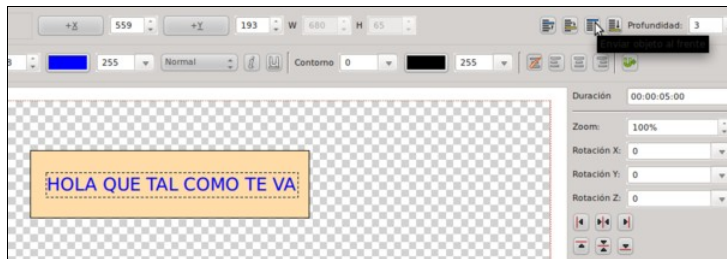 +X 559 +Y 193 W 680 H 65 Profundidad: 3
Enviar objeto al frente
8 255 Normal Contorno 0 255
Duración 00:00:05:00
Zoom: 100%
HOLA QUE TAL COMO TE VA
Rotación X: 0
Rotación Y: 0
Rotación Z: 0